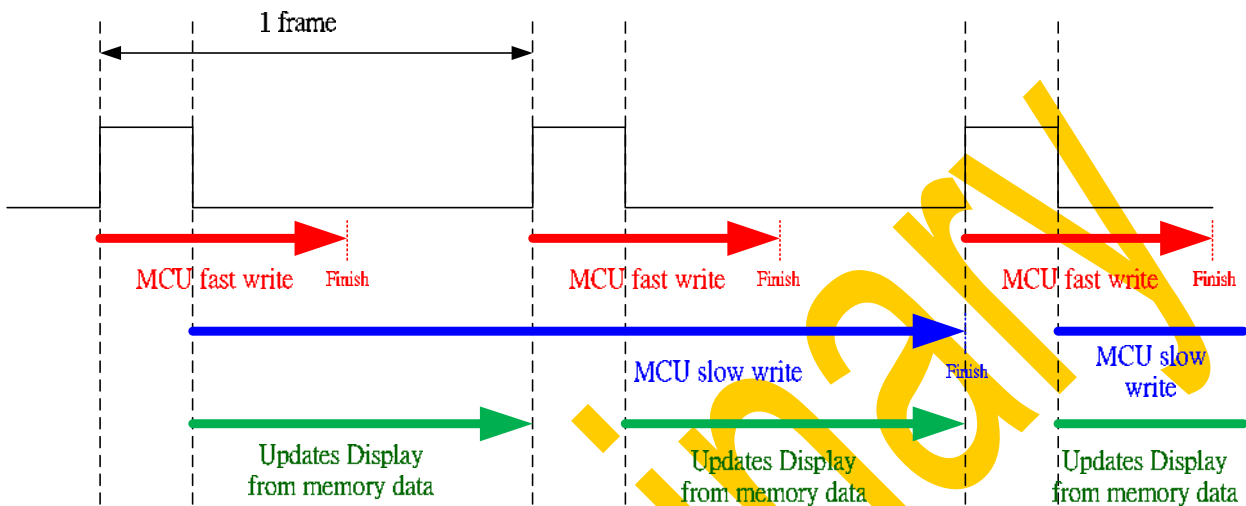 1 frame
MCU fast write
Finish
MCU fast write
Finish
MCU fast write
Finish
MCU slow write
Finish
MCU slow
write
Updates Display
from memory data
Updates Display
from memory data
Updates Display
from memory data
inary